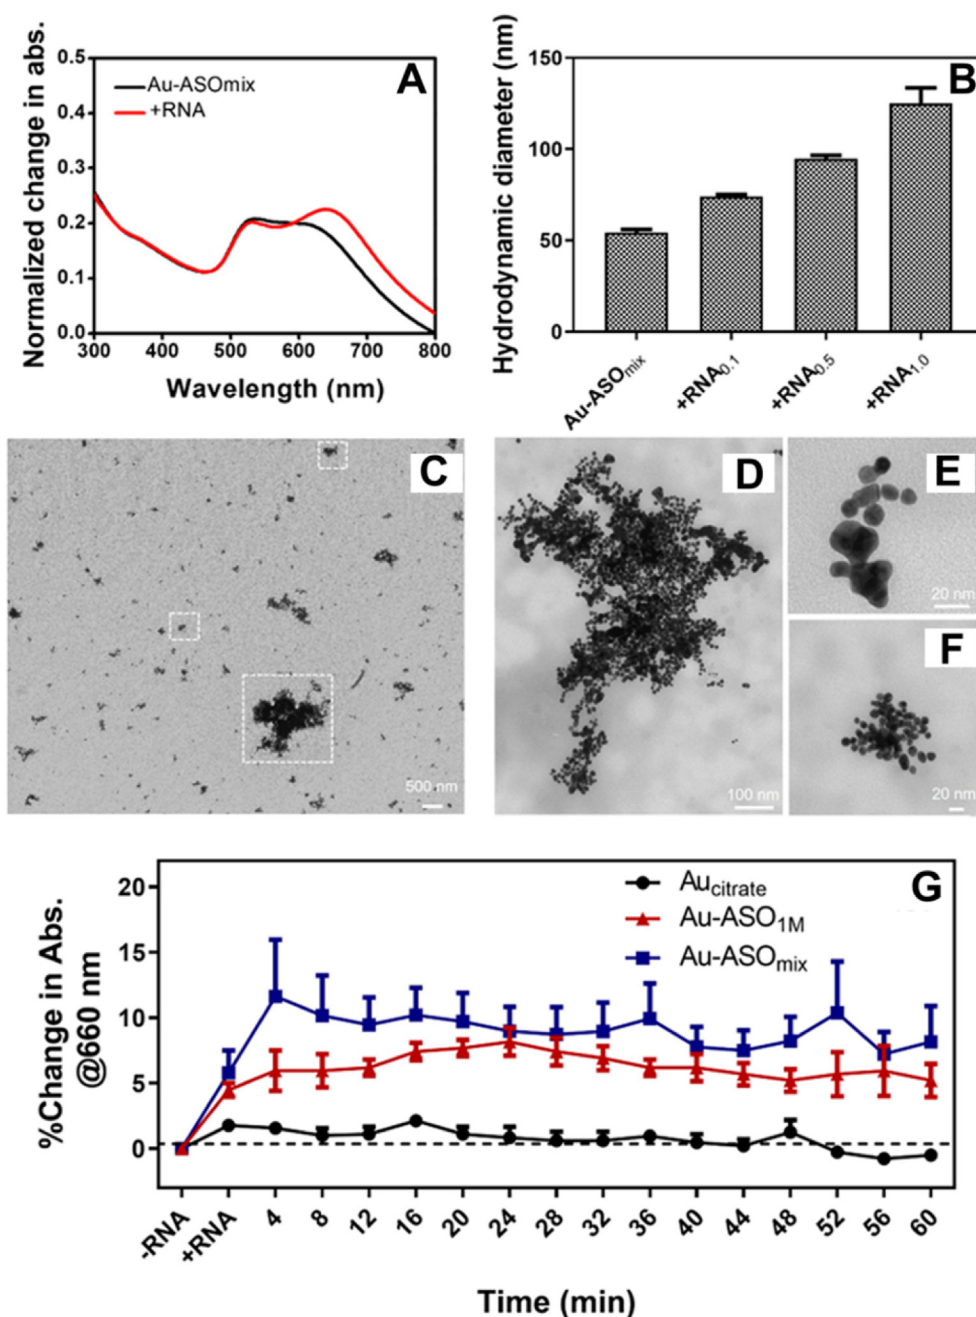 A
Normalized change in abs.
0.5
0.4
0.3
0.2
0.1
0.0
Au-ASOmix
+RNA
300 400 500 600 700 800
Wavelength (nm)
B
Hydrodynamic diameter (nm)
150
100
50
0
Au-ASOmix
+RNA0.1
+RNA0.5
+RNA1.0
C
500 nm
D
100 nm
E
20 nm
F
20 nm
G
%Change in Abs.
@660 nm
20
15
10
5
0
Aucitrate
Au-ASO1M
Au-ASOmix
-RNA +RNA 4 8 12 16 20 24 28 32 36 40 44 48 52 56 60
Time (min)